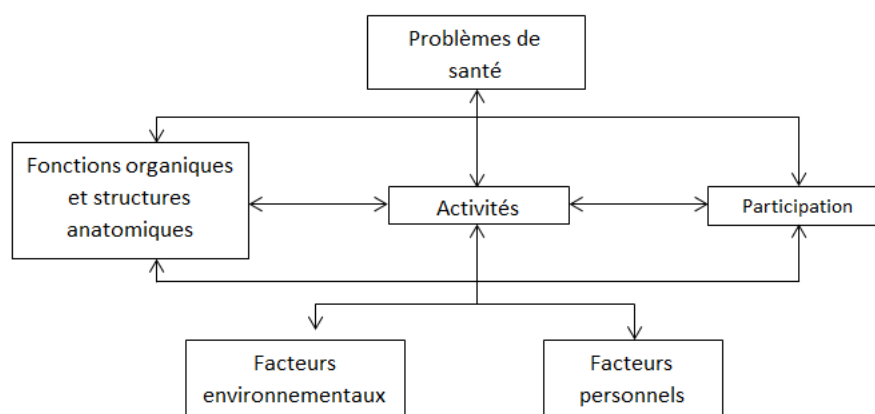 Problèmes de
santé
Fonctions organiques
et structures
anatomiques
Activités
Participation
Facteurs
environnementaux
Facteurs
personnels